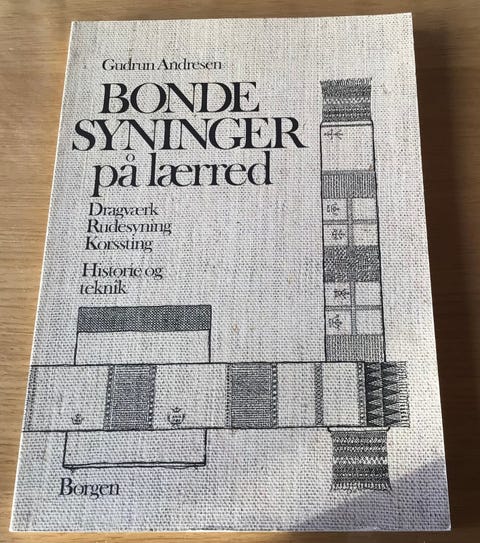 Gudrun Andresen
BONDE
SYNINGER
på lærred
Dragværk
Rudesyning
Korssting
Historie og
teknik
Borgen